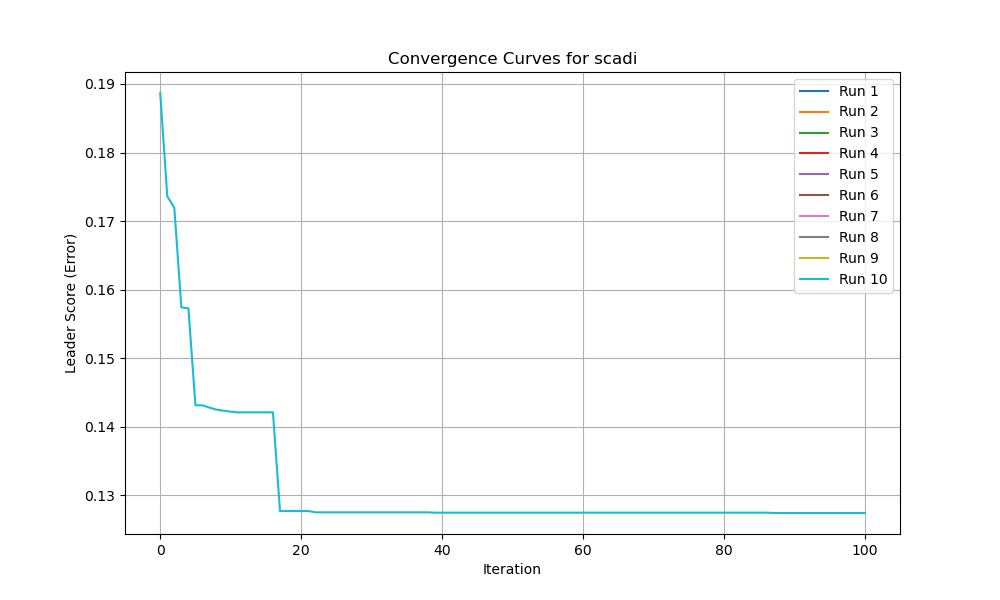 Convergence Curves for scadi
Leader Score (Error)
0.19
0.18
0.17
0.16
0.15
0.14
0.13
Run 1
Run 2
Run 3
Run 4
Run 5
Run 6
Run 7
Run 8
Run 9
Run 10
0
20
40
60
80
100
Iteration